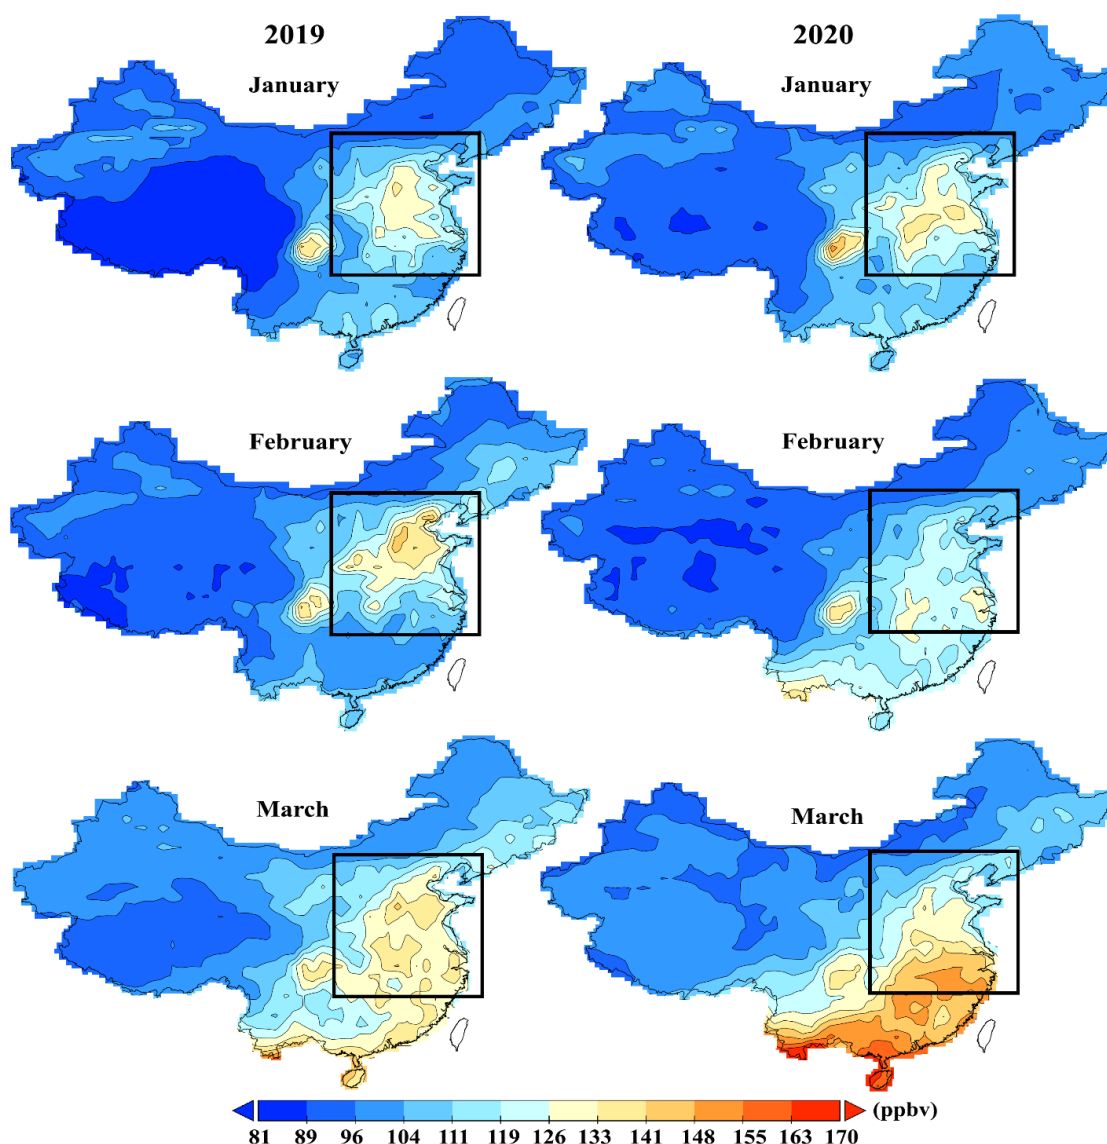 2019 2020
January January
February February
March March
(ppbv)
81 89 96 104 111 119 126 133 141 148 155 163 170